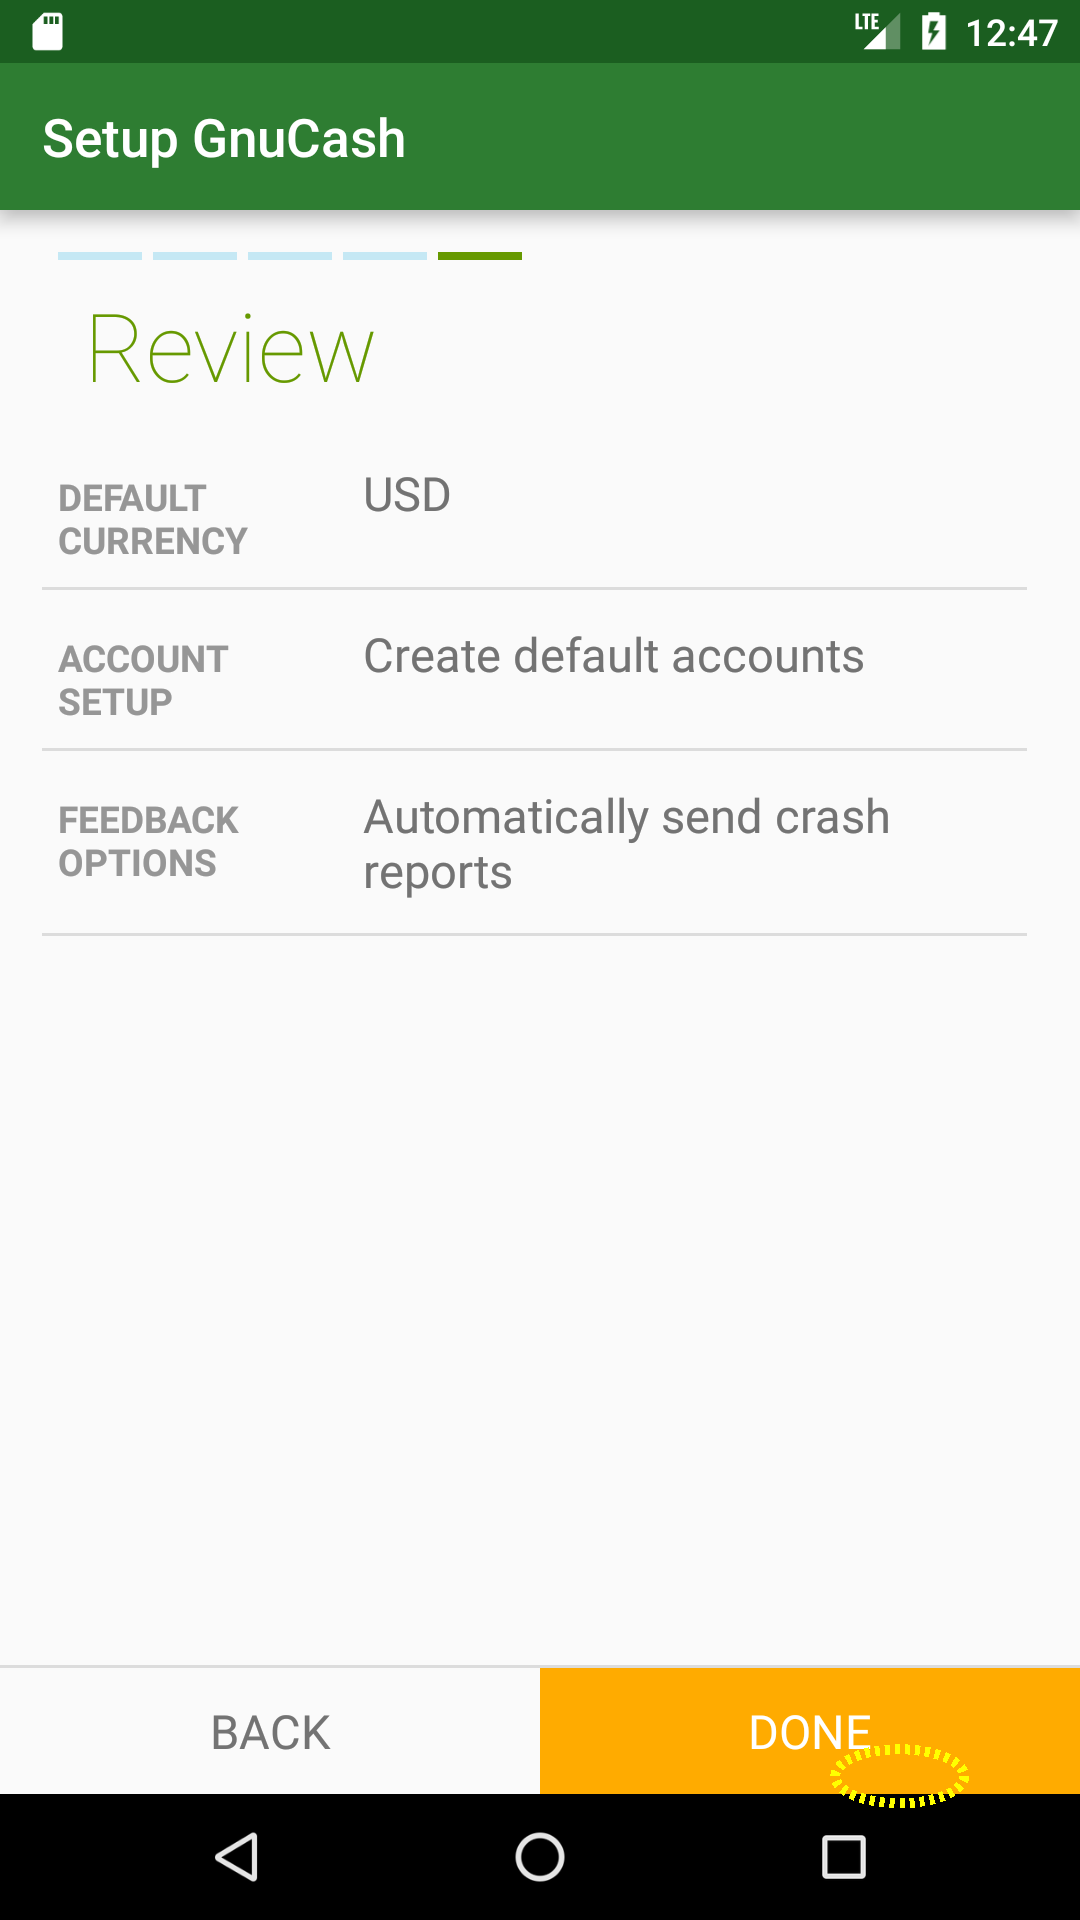 LTE 12:47
Setup GnuCash
Review
DEFAULT CURRENCY
USD
ACCOUNT SETUP
Create default accounts
FEEDBACK OPTIONS
Automatically send crash
reports
BACK DONE